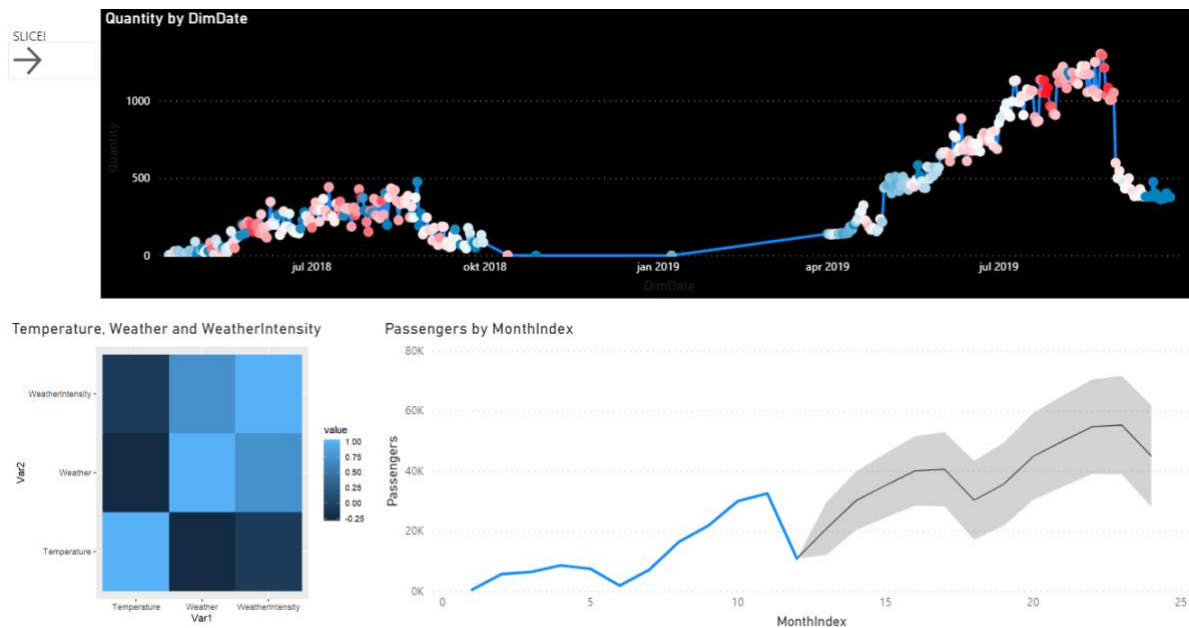 Quantity by DimDate
SLICE!
1000
500
0
Quantity
jul 2018
okt 2018
jan 2019
apr 2019
jul 2019
DimDate
Temperature, Weather and WeatherIntensity
WeatherIntensity
Weather
Temperature
Var2
Temperature
Weather
WeatherIntensity
Var1
value
1.00
0.75
0.50
0.25
0.00
-0.25
Passengers by MonthIndex
80K
60K
40K
20K
0K
Passengers
0
5
10
15
20
25
MonthIndex